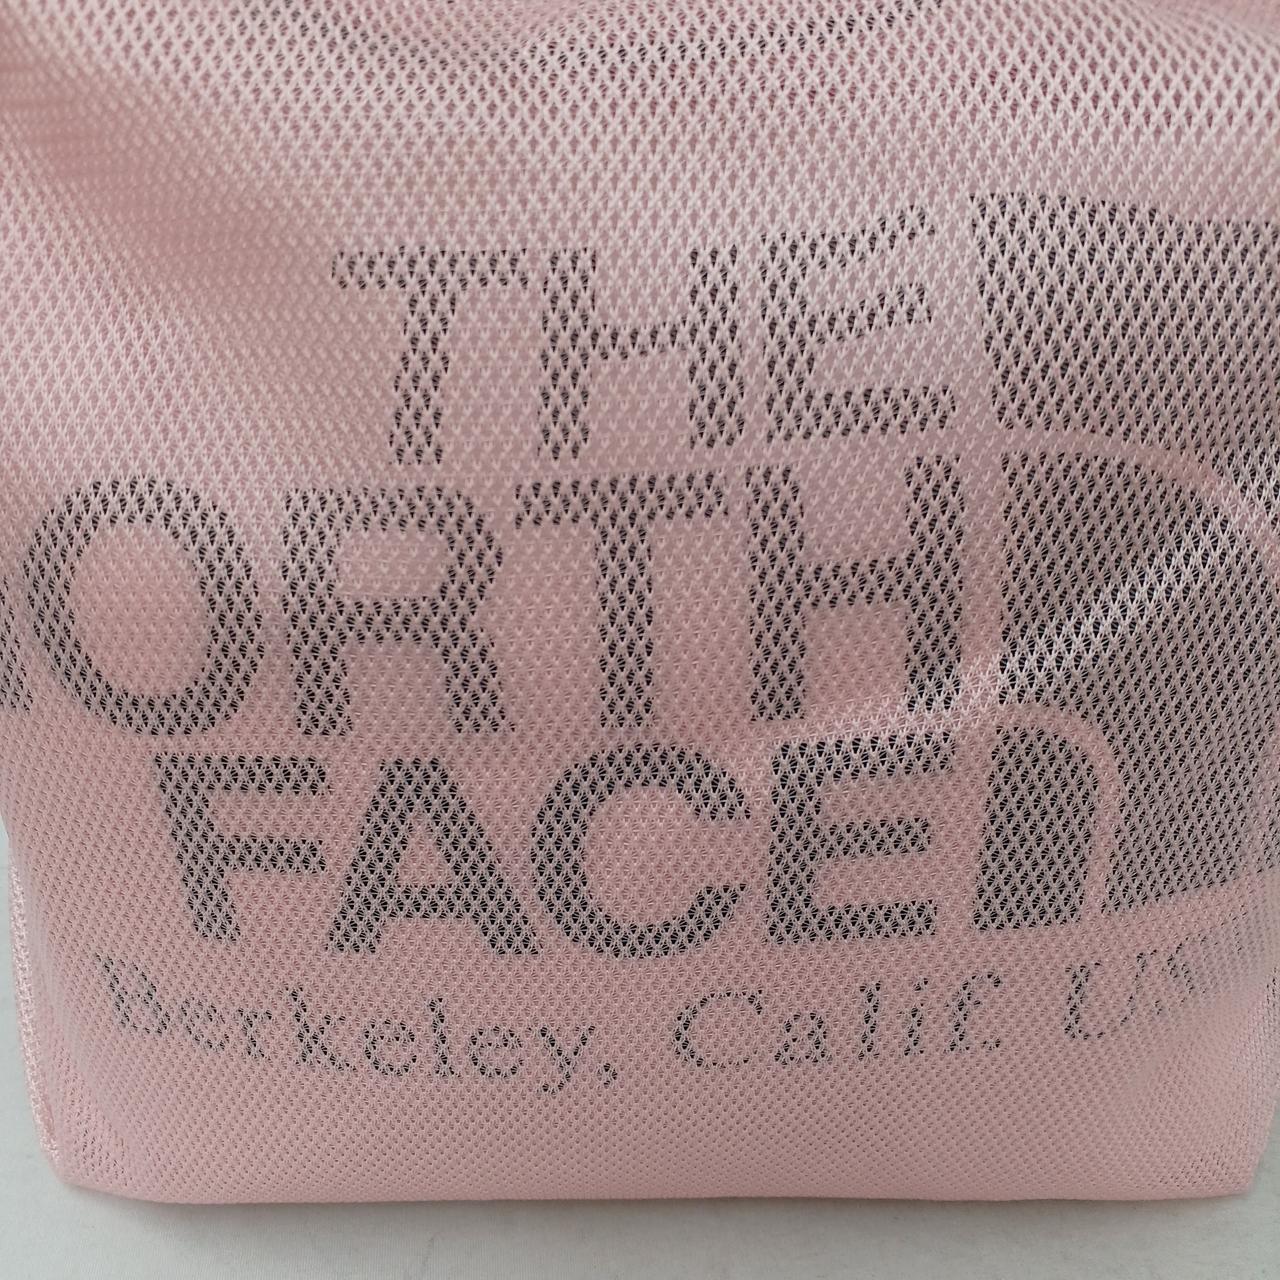 THE
ORTH
FACE
Berkeley, Calif. U